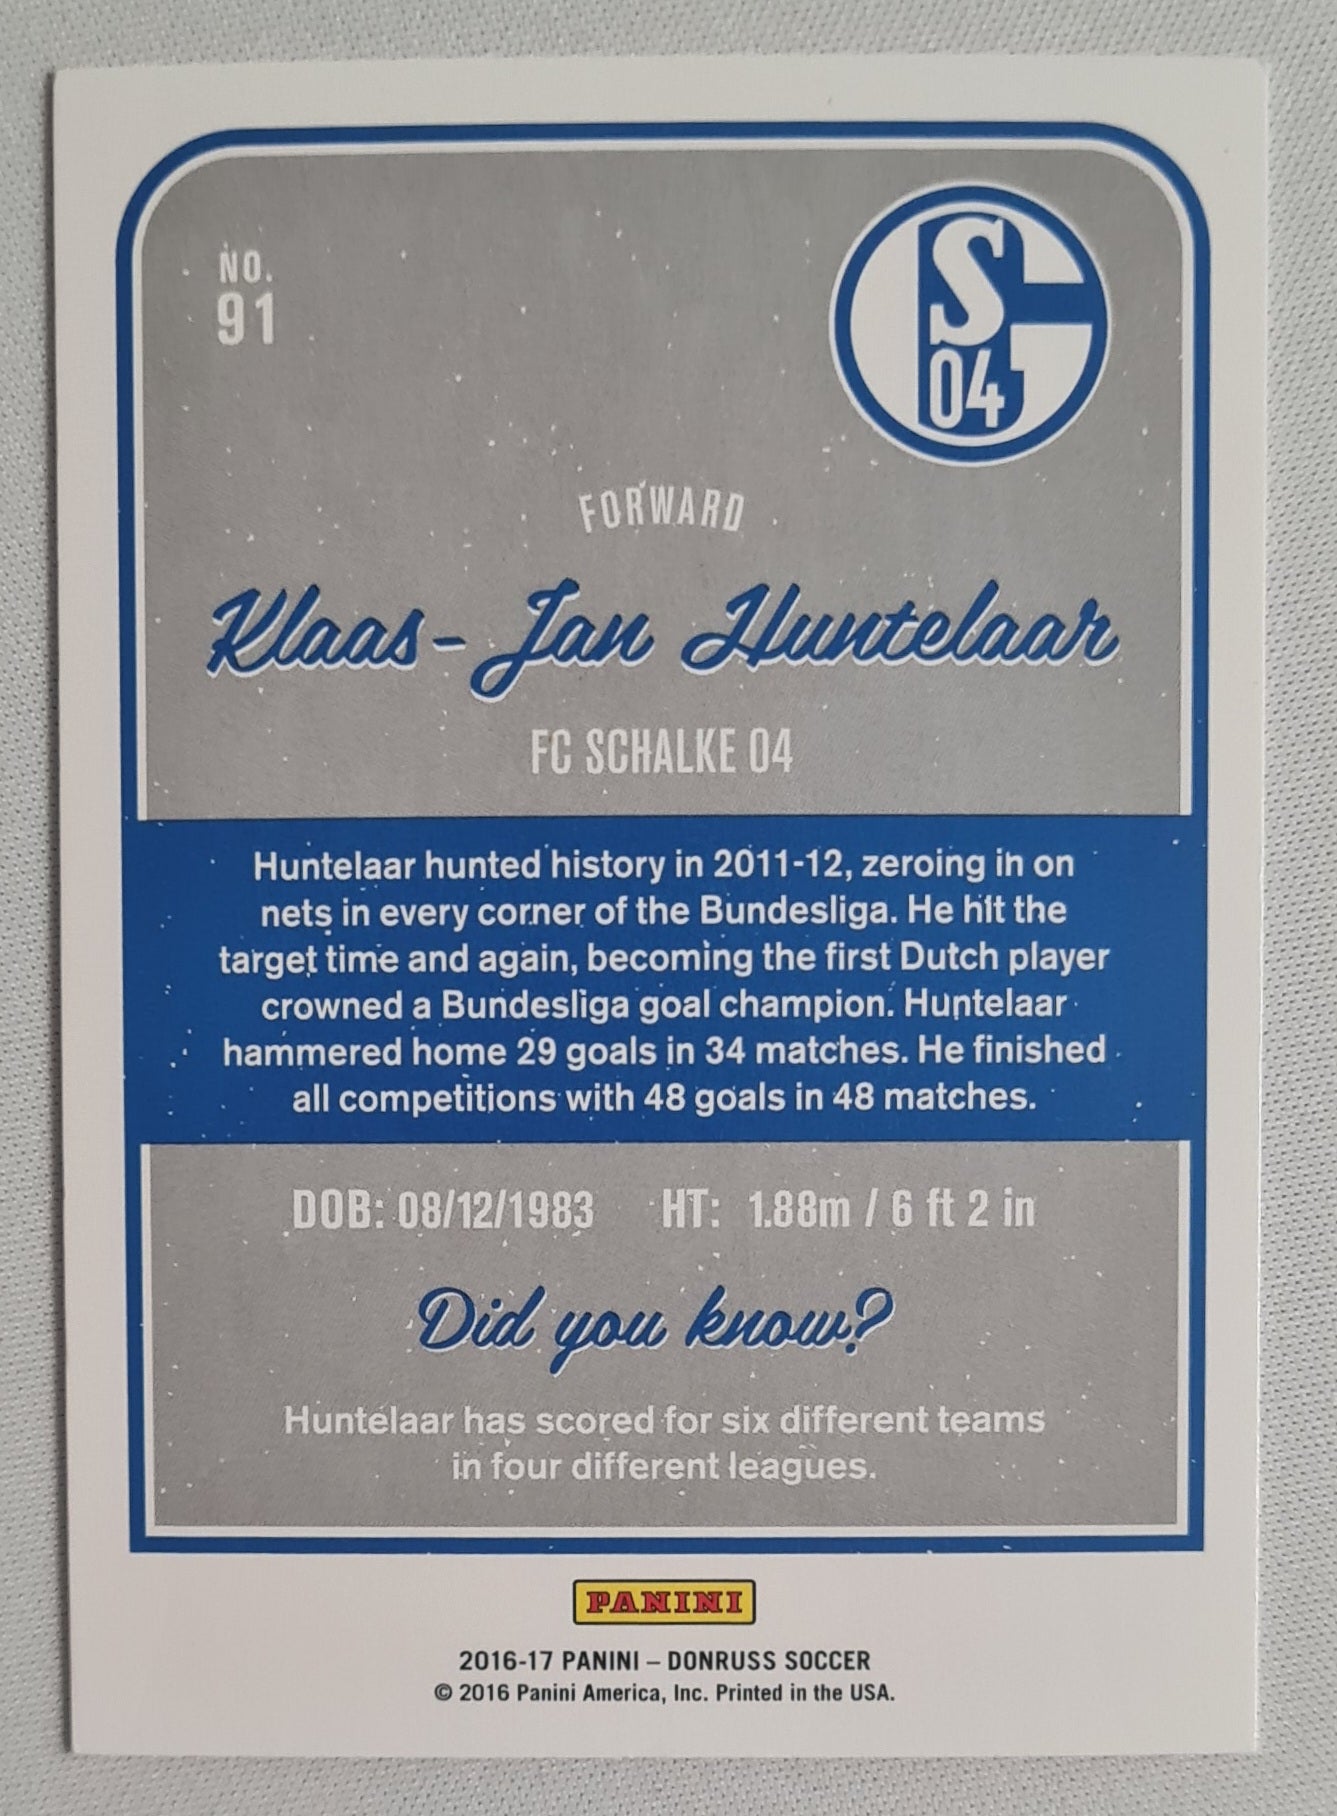 NO.
91
S
04
FORWARD
Klaas-Jan Huntelaar
FC SCHALKE 04
Huntelaar hunted history in 2011-12, zeroing in on
nets in every corner of the Bundesliga. He hit the
target time and again, becoming the first Dutch player
crowned a Bundesliga goal champion. Huntelaar
hammered home 29 goals in 34 matches. He finished
all competitions with 48 goals in 48 matches.
DOB: 08/12/1983 HT: 1.88m / 6 ft 2 in
Did you know?
Huntelaar has scored for six different teams
in four different leagues.
PANINI
2016-17 PANINI – DONRUSS SOCCER
© 2016 Panini America, Inc. Printed in the USA.